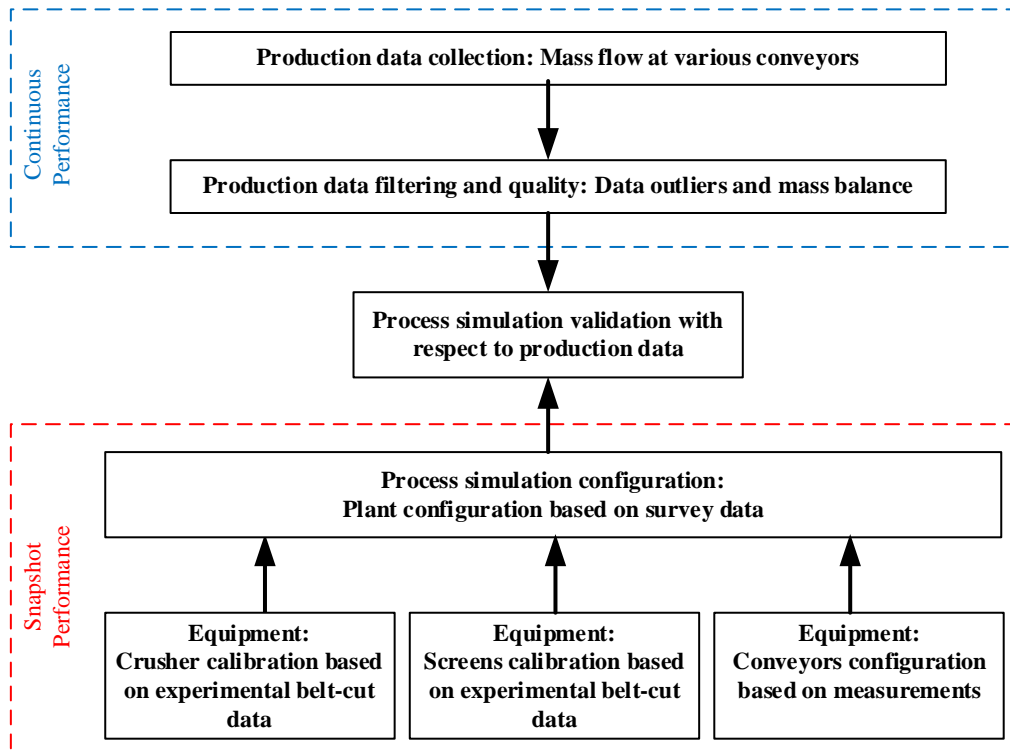 Continuous
Performance
Production data collection: Mass flow at various conveyors
Production data filtering and quality: Data outliers and mass balance
Process simulation validation with
respect to production data
Snapshot
Performance
Process simulation configuration:
Plant configuration based on survey data
Equipment:
Crusher calibration based
on experimental belt-cut
data
Equipment:
Screens calibration based
on experimental belt-cut
data
Equipment:
Conveyors configuration
based on measurements